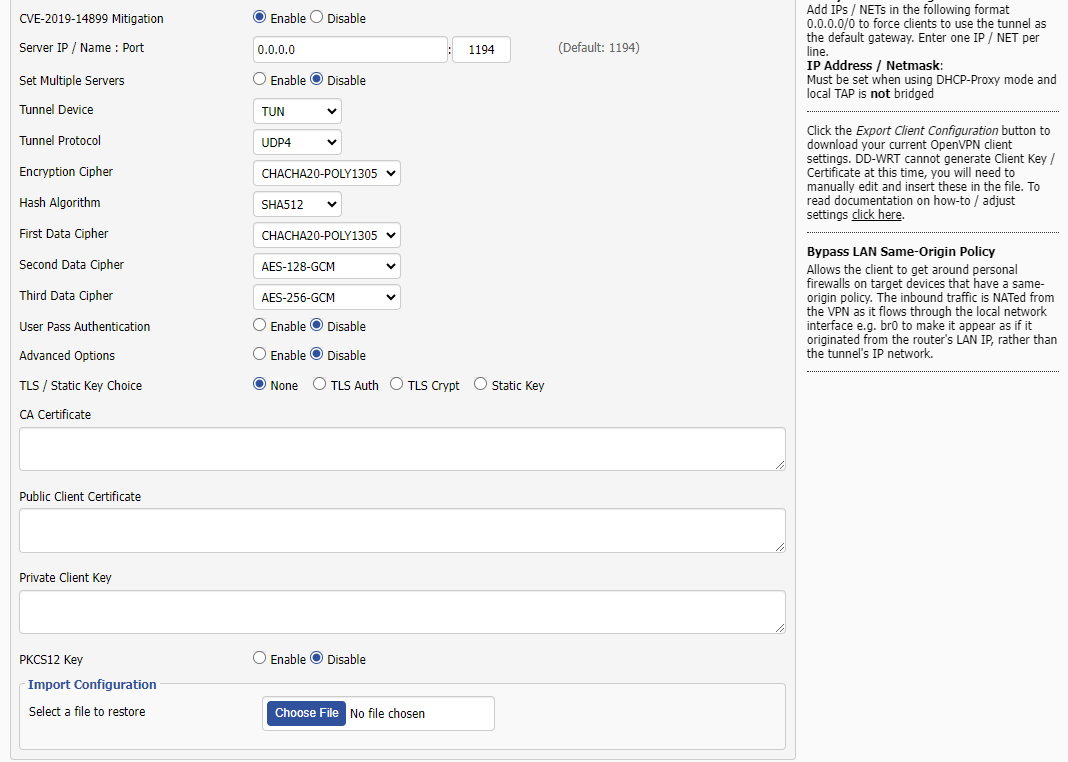 CVE-2019-14899 Mitigation Enable Disable
Server IP / Name : Port 0.0.0.0 : 1194 (Default: 1194)
Set Multiple Servers Enable Disable
Tunnel Device TUN
Tunnel Protocol UDP4
Encryption Cipher CHACHA20-POLY1305
Hash Algorithm SHA512
First Data Cipher CHACHA20-POLY1305
Second Data Cipher AES-128-GCM
Third Data Cipher AES-256-GCM
User Pass Authentication Enable Disable
Advanced Options Enable Disable
TLS / Static Key Choice None TLS Auth TLS Crypt Static Key
CA Certificate
Public Client Certificate
Private Client Key
PKCS12 Key Enable Disable
Import Configuration
Select a file to restore Choose File No file chosen
Add IPs / NETs in the following format
0.0.0.0/0 to force clients to use the tunnel as
the default gateway. Enter one IP / NET per
line.
IP Address / Netmask:
Must be set when using DHCP-Proxy mode and
local TAP is not bridged
Click the Export Client Configuration button to
download your current OpenVPN client
settings. DD-WRT cannot generate Client Key /
Certificate at this time, you will need to
manually edit and insert these in the file. To
read documentation on how-to / adjust
settings click here.
Bypass LAN Same-Origin Policy
Allows the client to get around personal
firewalls on target devices that have a same-
origin policy. The inbound traffic is NATed from
the VPN as it flows through the local network
interface e.g. br0 to make it appear as if it
originated from the router's LAN IP, rather than
the tunnel's IP network.